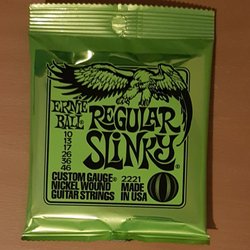 ERNIE BALL
REGULAR
SLINKY
10
13
17
26
36
46
CUSTOM GAUGE®
NICKEL WOUND
GUITAR STRINGS
2221
MADE
IN USA